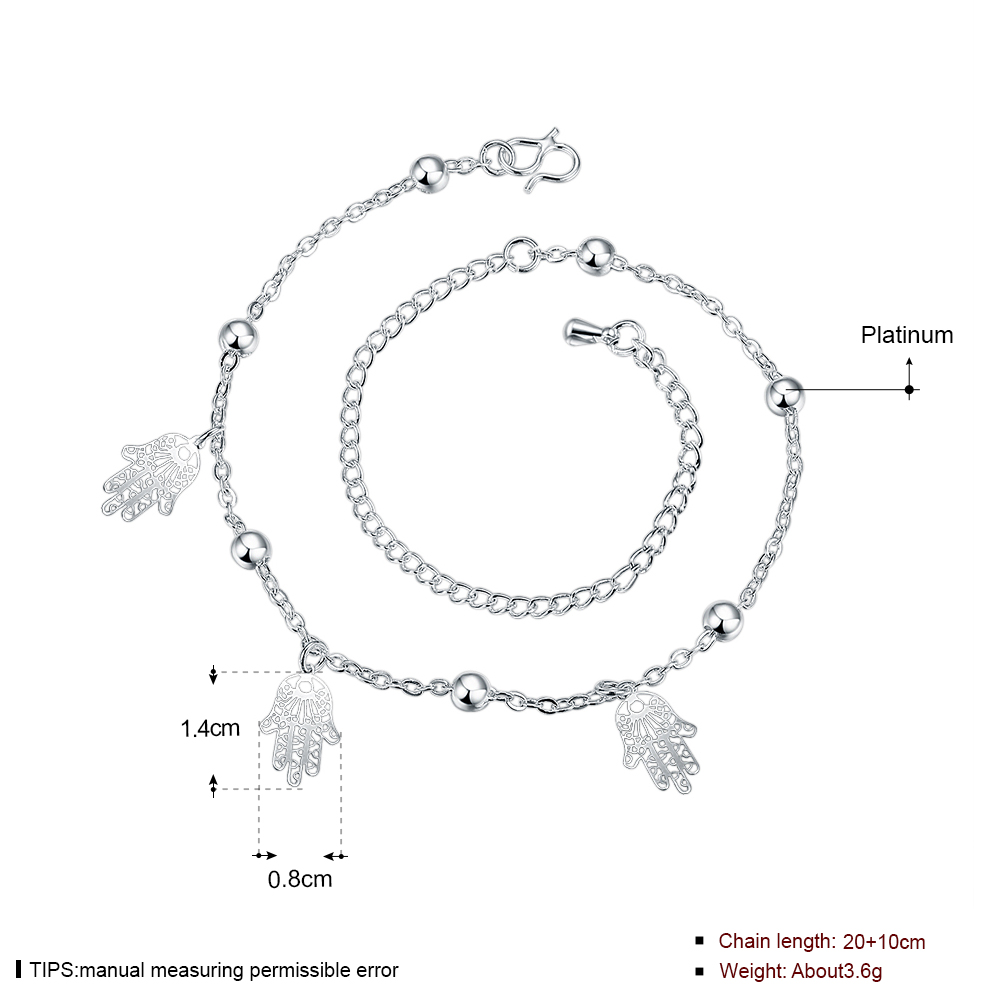 Platinum
1.4cm
0.8cm
Chain length: 20+10cm
TIPS:manual measuring permissible error
Weight: About3.6g